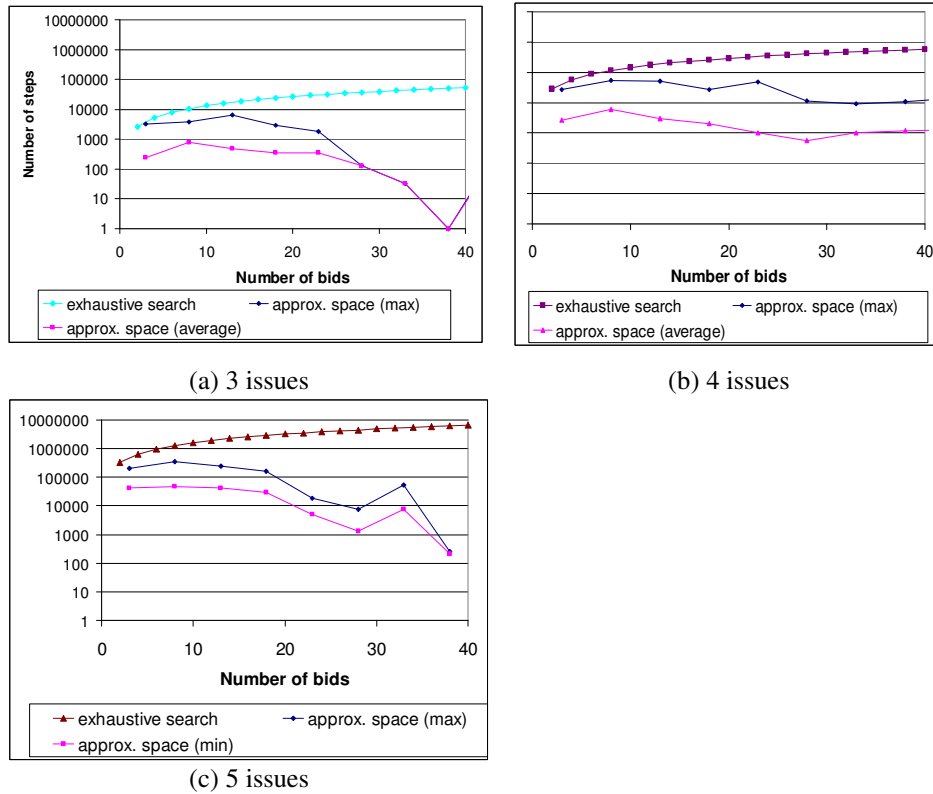 10000000
1000000
100000
10000
1000
100
10
1
Number of steps
0 10 20 30 40
Number of bids
exhaustive search approx. space (max)
approx. space (average)
(a) 3 issues
0 10 20 30 40
Number of bids
exhaustive search approx. space (max)
approx. space (average)
(b) 4 issues
10000000
1000000
100000
10000
1000
100
10
1
0 10 20 30 40
Number of bids
exhaustive search approx. space (max)
approx. space (min)
(c) 5 issues